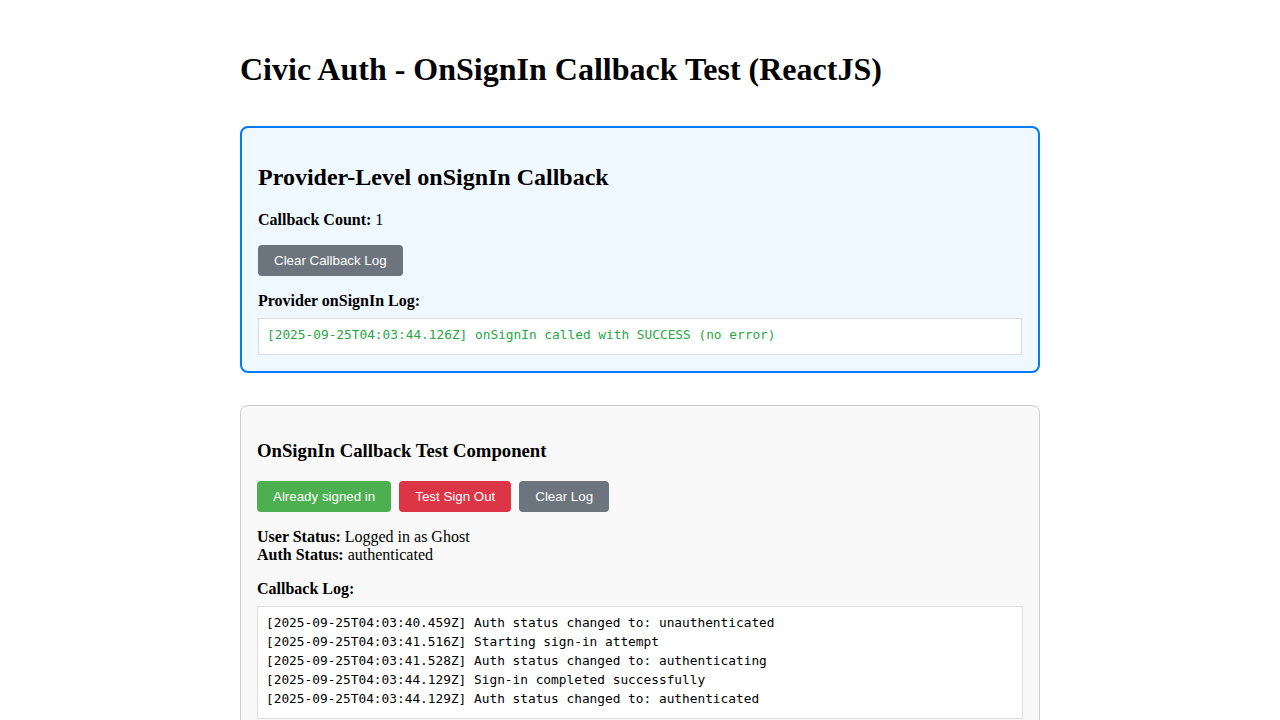 Civic Auth - OnSignIn Callback Test (ReactJS)
Provider-Level onSignIn Callback
Callback Count: 1
Clear Callback Log
Provider onSignIn Log:
[2025-09-25T04:03:44.126Z] onSignIn called with SUCCESS (no error)
OnSignIn Callback Test Component
Already signed in Test Sign Out Clear Log
User Status: Logged in as Ghost
Auth Status: authenticated
Callback Log:
[2025-09-25T04:03:40.459Z] Auth status changed to: unauthenticated
[2025-09-25T04:03:41.516Z] Starting sign-in attempt
[2025-09-25T04:03:41.528Z] Auth status changed to: authenticating
[2025-09-25T04:03:44.129Z] Sign-in completed successfully
[2025-09-25T04:03:44.129Z] Auth status changed to: authenticated